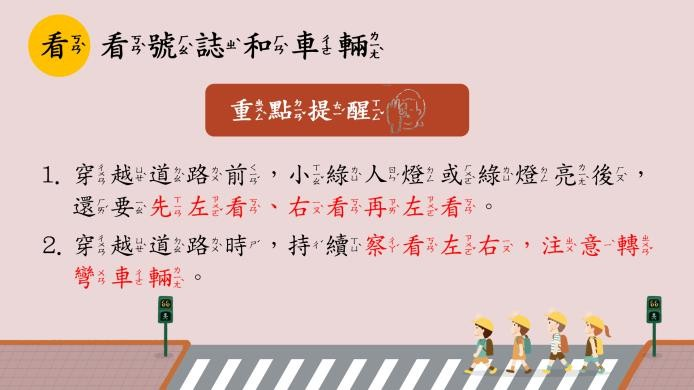 看 看號誌和車輛
重點提醒
1. 穿越道路前，小綠人燈或綠燈亮後，
還要先左看、右看再左看。
2. 穿越道路時，持續察看左右，注意轉
彎車輛。
66
66